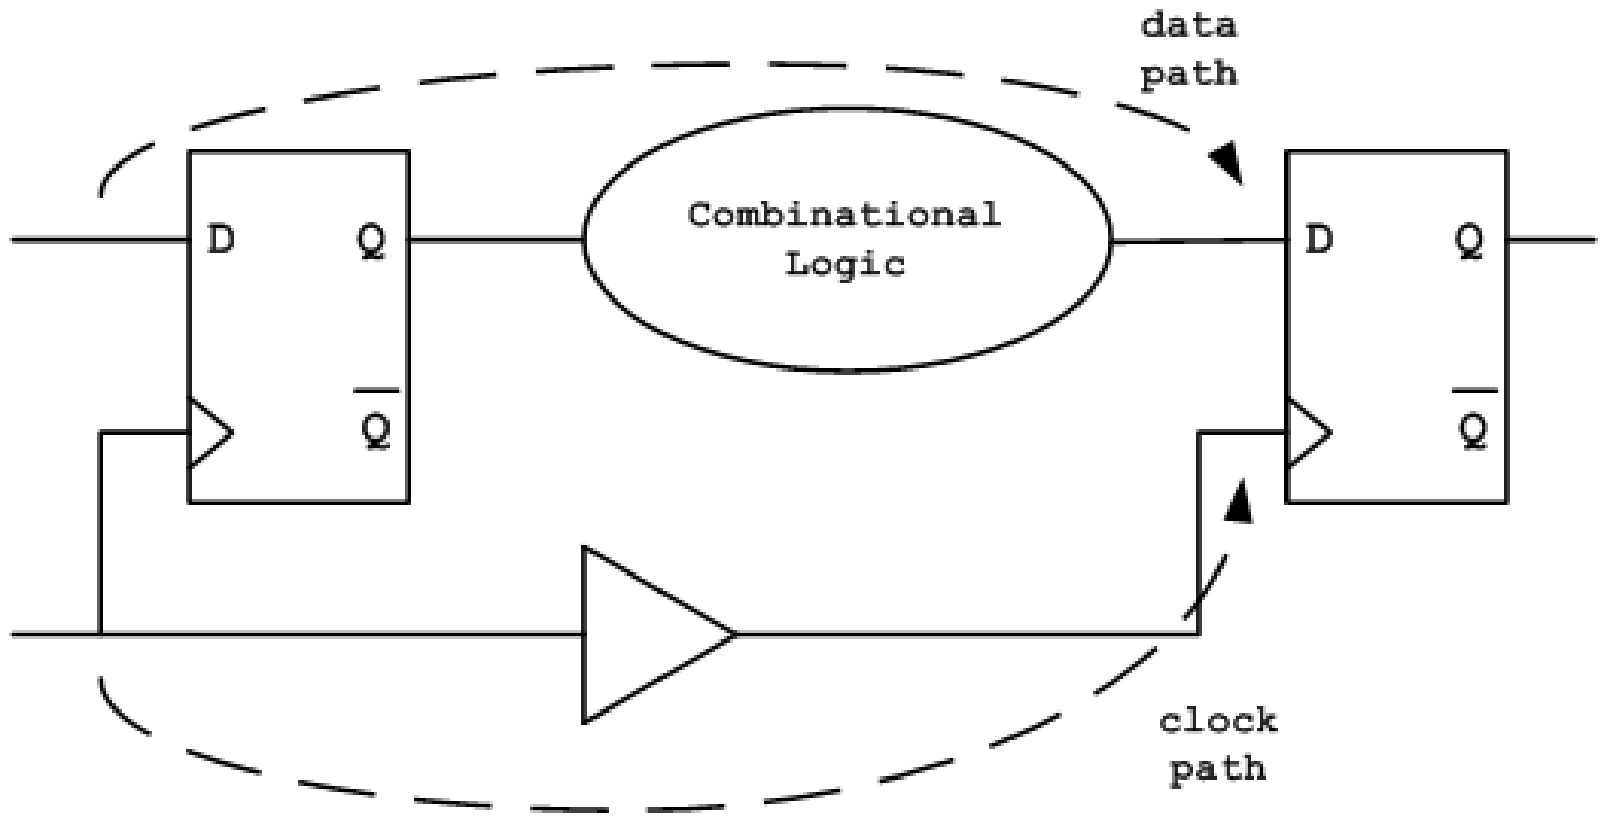 data
path
D
Q
Combinational
Logic
D
Q
Q
Q
clock
path